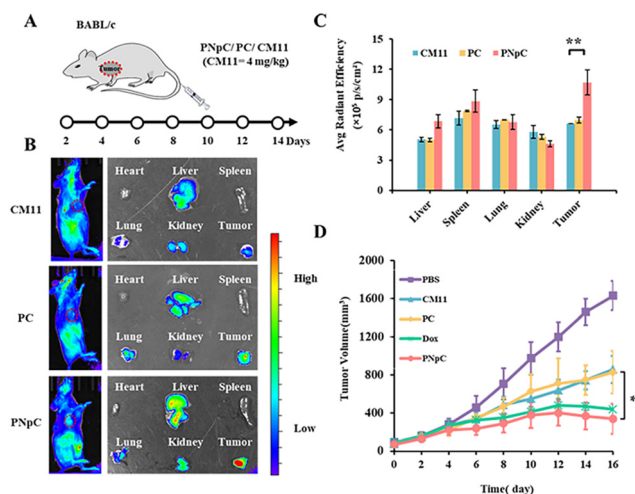 A
BABL/c
Tumor
PNpC/ PC/ CM11
(CM11= 4 mg/kg)
2 4 6 8 10 12 14 Days
B
CM11
Heart Liver Spleen
Lung Kidney Tumor
PC
Heart Liver Spleen
Lung Kidney Tumor
PNpC
Heart Liver Spleen
Lung Kidney Tumor
High
Low
C
CM11 PC PNpC
**
Avg Radiant Efficiency
(×10⁵ p/s/cm²)
15
12
9
6
3
0
Liver Spleen Lung Kidney Tumor
D
PBS
CM11
PC
Dox
PNpC
*
Tumor Volume(mm³)
1600
1200
800
400
0
0 2 4 6 8 10 12 14 16
Time( day)